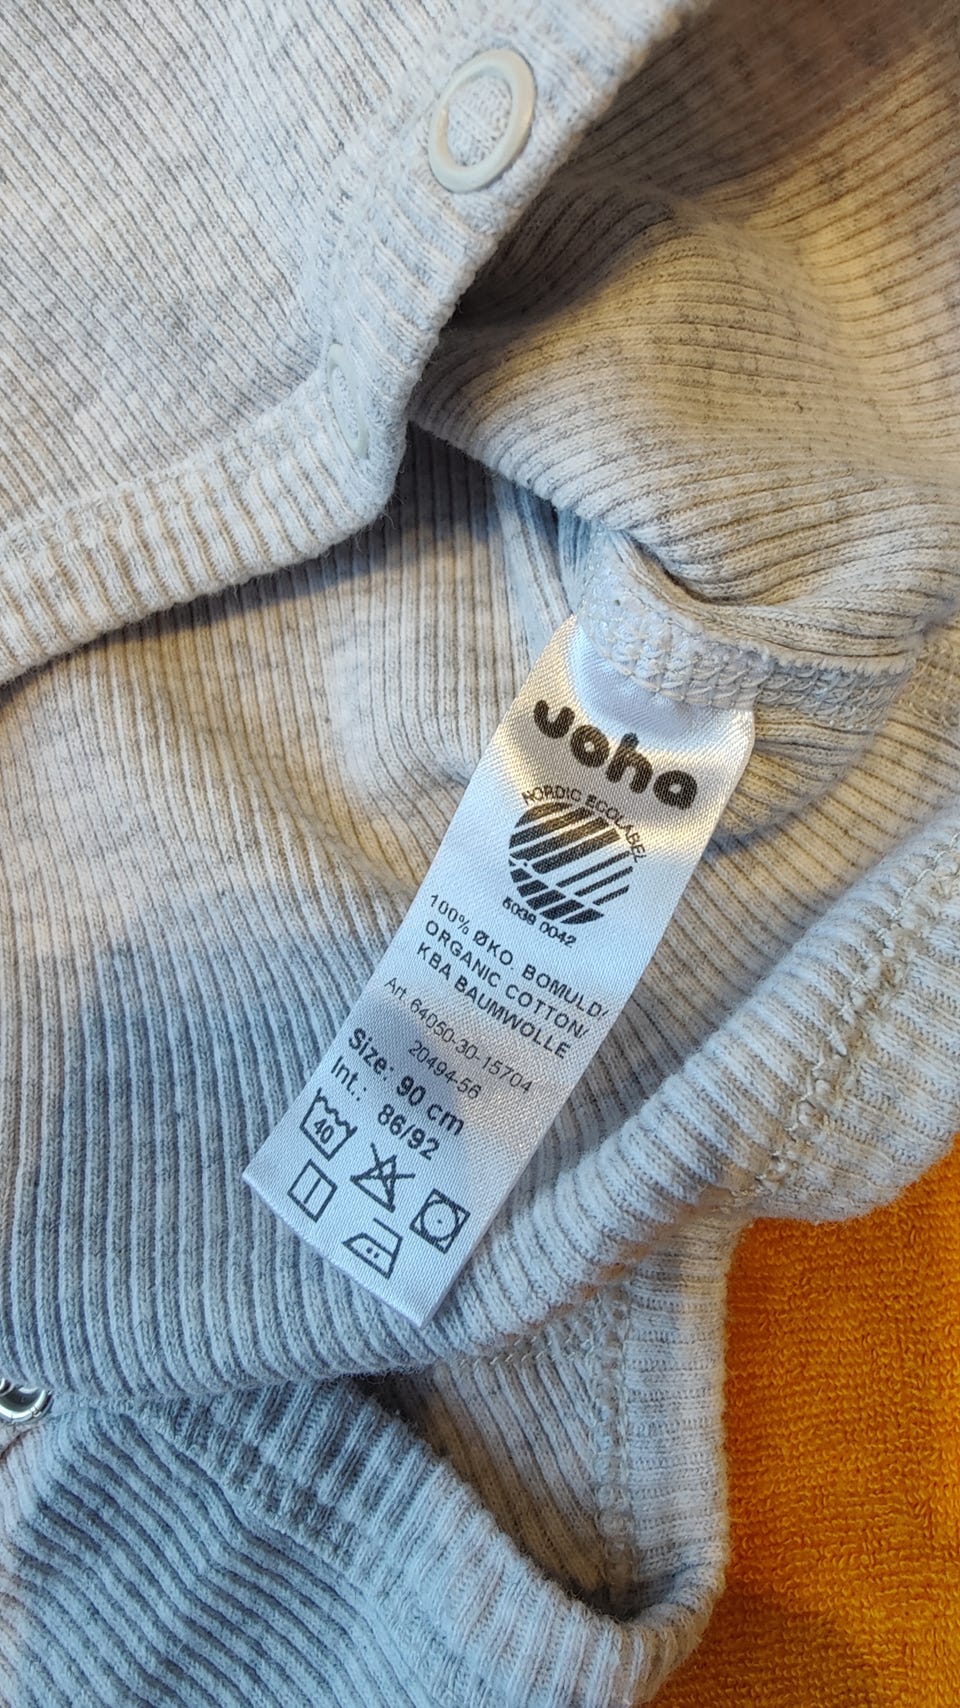 Joha
NORDIC ECOLABEL
5039 0042
100% ØKO. BOMULD/
ORGANIC COTTON/
KBA BAUMWOLLE
Art. 64050-30-15704
20494-56
Size: 90 cm
Int.: 86/92
40